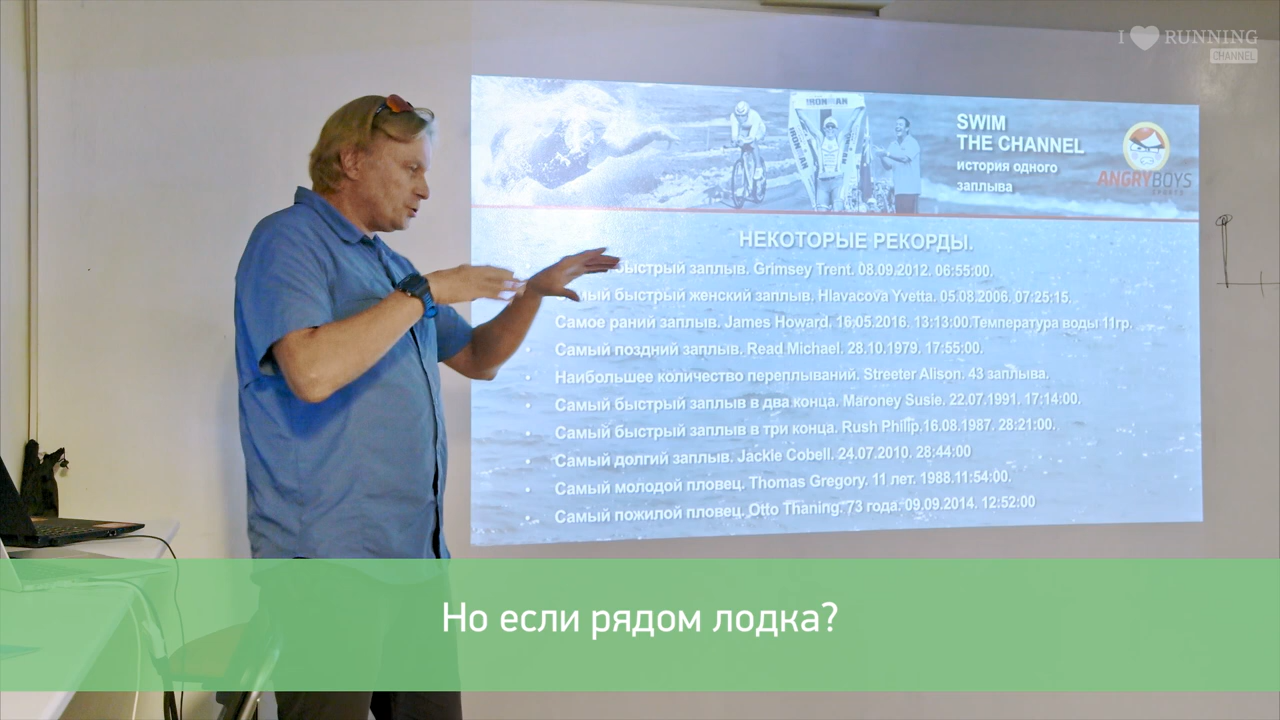 I RUNNING
CHANNEL
IRONMAN
SWIM
THE CHANNEL
история одного
заплыва
ANGRYBOYS
SPORTS
НЕКОТОРЫЕ РЕКОРДЫ.
быстрый заплыв. Grimsey Trent. 08.09.2012. 06:55:00.
быстрый женский заплыв. Hlavacova Yvetta. 05.08.2006. 07:25:15.
Самое раний заплыв. James Howard. 16.05.2016. 13:13:00.Температура воды 11гр.
Самый поздний заплыв. Read Michael. 28.10.1979. 17:55:00.
Наибольшее количество переплываний. Streeter Alison. 43 заплыва.
Самый быстрый заплыв в два конца. Maroney Susie. 22.07.1991. 17:14:00.
Самый быстрый заплыв в три конца. Rush Philip.16.08.1987. 28:21:00.
Самый долгий заплыв. Jackie Cobell. 24.07.2010. 28:44:00
Самый молодой пловец. Thomas Gregory. 11 лет. 1988.11:54:00.
Самый пожилой пловец. Otto Thaning. 73 года. 09.09.2014. 12:52:00
Но если рядом лодка?